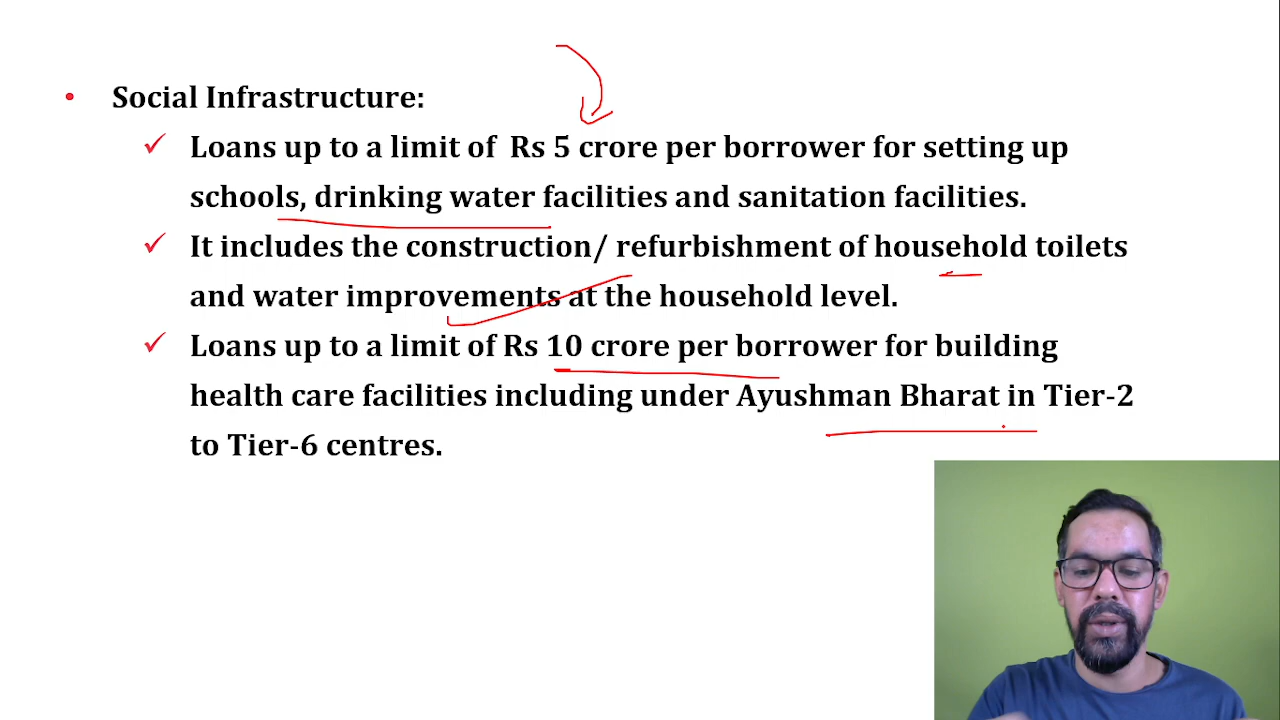 • Social Infrastructure:
✓ Loans up to a limit of Rs 5 crore per borrower for setting up
schools, drinking water facilities and sanitation facilities.
✓ It includes the construction/ refurbishment of household toilets
and water improvements at the household level.
✓ Loans up to a limit of Rs 10 crore per borrower for building
health care facilities including under Ayushman Bharat in Tier-2
to Tier-6 centres.